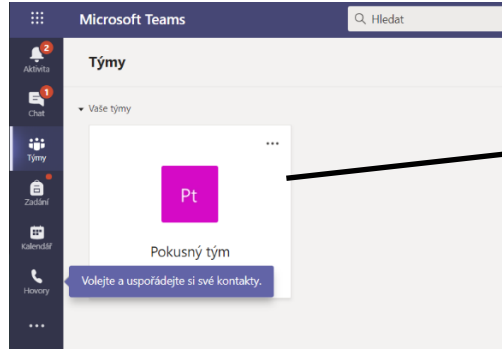 Microsoft Teams
Hledat
2
Aktivita
Týmy
1
Chat
Vaše týmy
Týmy
Pt
Zadání
Kalendář
Pokusný tým
Volejte a uspořádejte si své kontakty.
Hovory